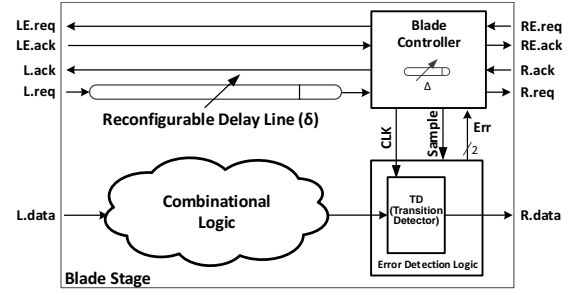 LE.req
LE.ack
L.ack
L.req
Blade
Controller
Δ
RE.req
RE.ack
R.ack
R.req
Reconfigurable Delay Line (δ)
CLK
Sample
Err
2
L.data
Combinational
Logic
TD
(Transition
Detector)
R.data
Error Detection Logic
Blade Stage